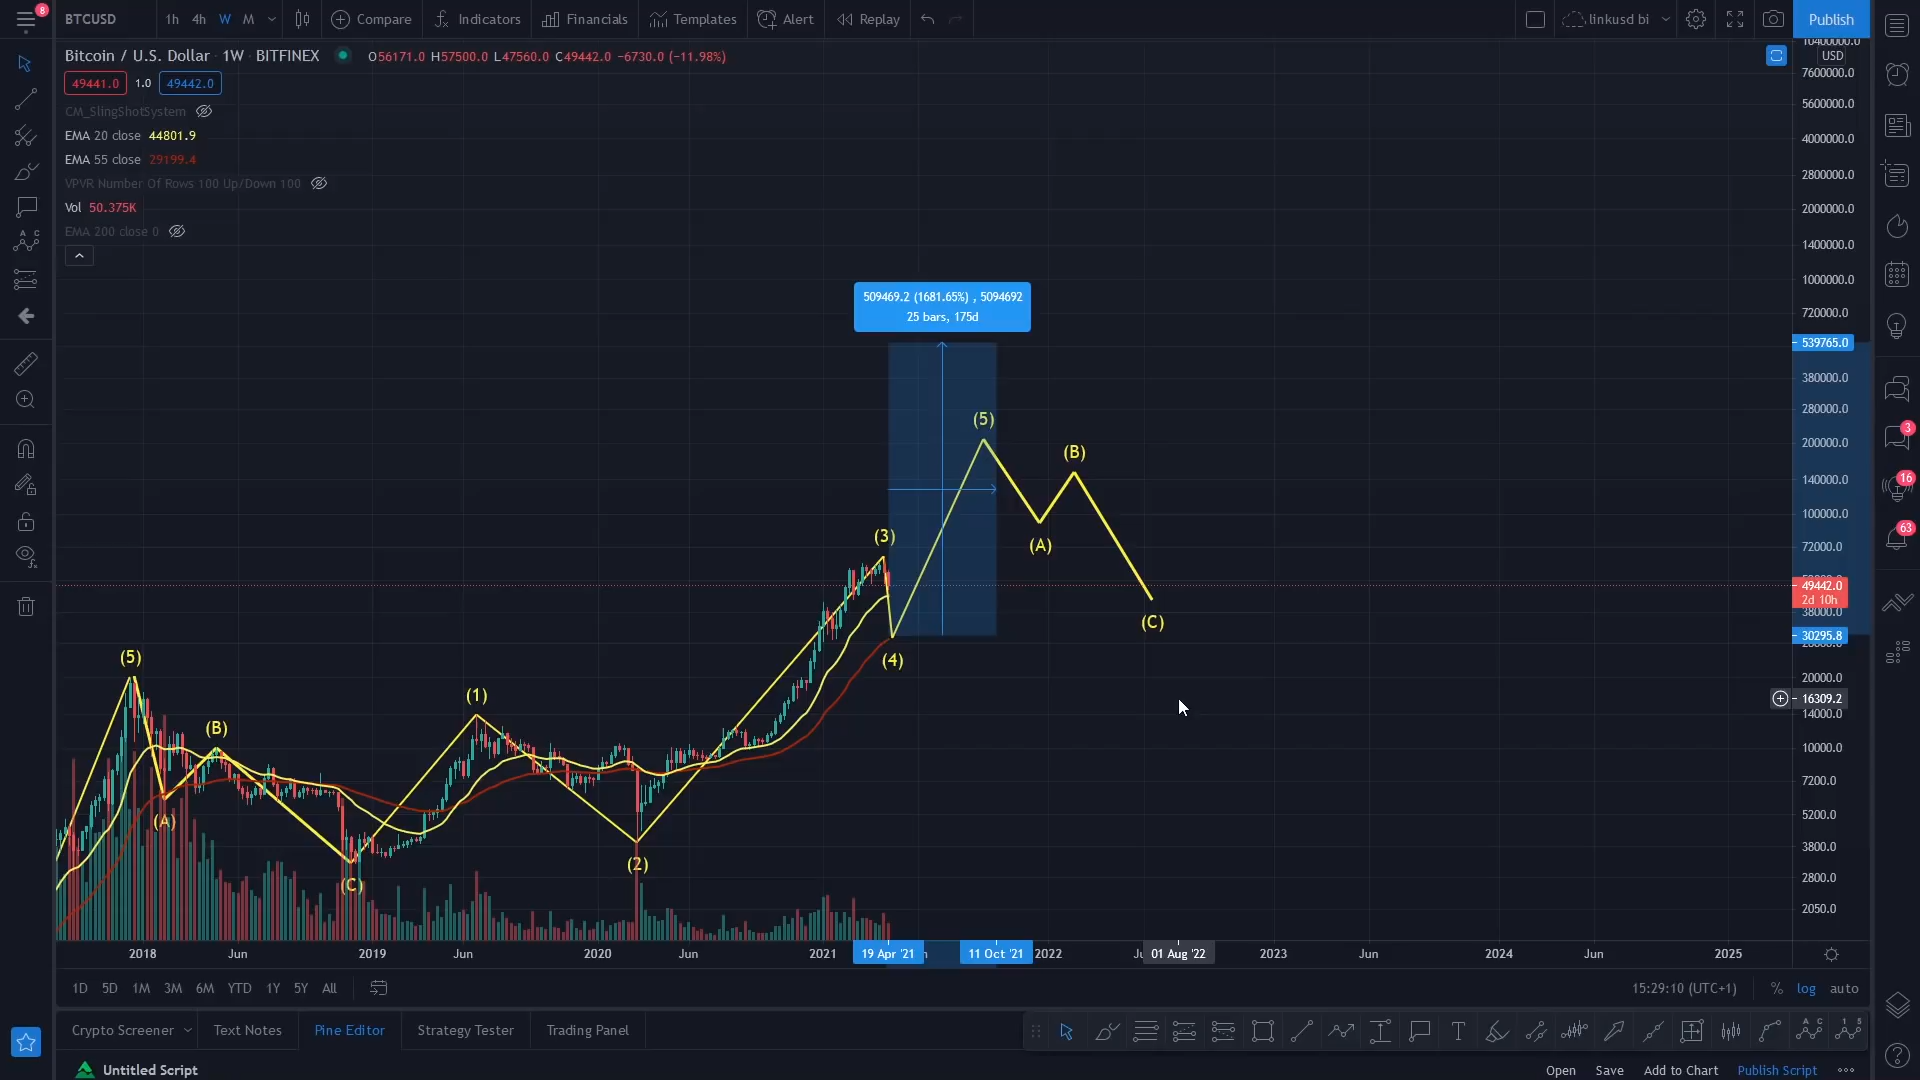 8
BTCUSD 1h 4h W M Compare Indicators Financials Templates Alert Replay linkusd bi Publish
Bitcoin / U.S. Dollar · 1W · BITFINEX O56171.0 H57500.0 L47560.0 C49442.0 −6730.0 (−11.98%)
49441.0 1.0 49442.0
CM_SlingShotSystem
EMA 20 close 44801.9
EMA 55 close 29199.4
VPVR Number Of Rows 100 Up/Down 100
Vol 50.375K
EMA 200 close 0
10400000.0
USD
7600000.0
5600000.0
4000000.0
2800000.0
2000000.0
1400000.0
1000000.0
720000.0
539765.0
380000.0
280000.0
200000.0
140000.0
100000.0
72000.0
49442.0
2d 10h
38000.0
30295.8
20000.0
16309.2
14000.0
10000.0
7200.0
5200.0
3800.0
2800.0
2050.0
509469.2 (1681.65%) , 5094692
25 bars, 175d
(5)
(B)
(3)
(A)
(C)
(4)
(5)
(1)
(B)
(A)
(2)
(C)
3
16
63
2018 Jun 2019 Jun 2020 Jun 2021 19 Apr '21 11 Oct '21 2022 01 Aug '22 2023 Jun 2024 Jun 2025
1D 5D 1M 3M 6M YTD 1Y 5Y All 15:29:10 (UTC+1) % log auto
Crypto Screener Text Notes Pine Editor Strategy Tester Trading Panel
Untitled Script Open Save Add to Chart Publish Script